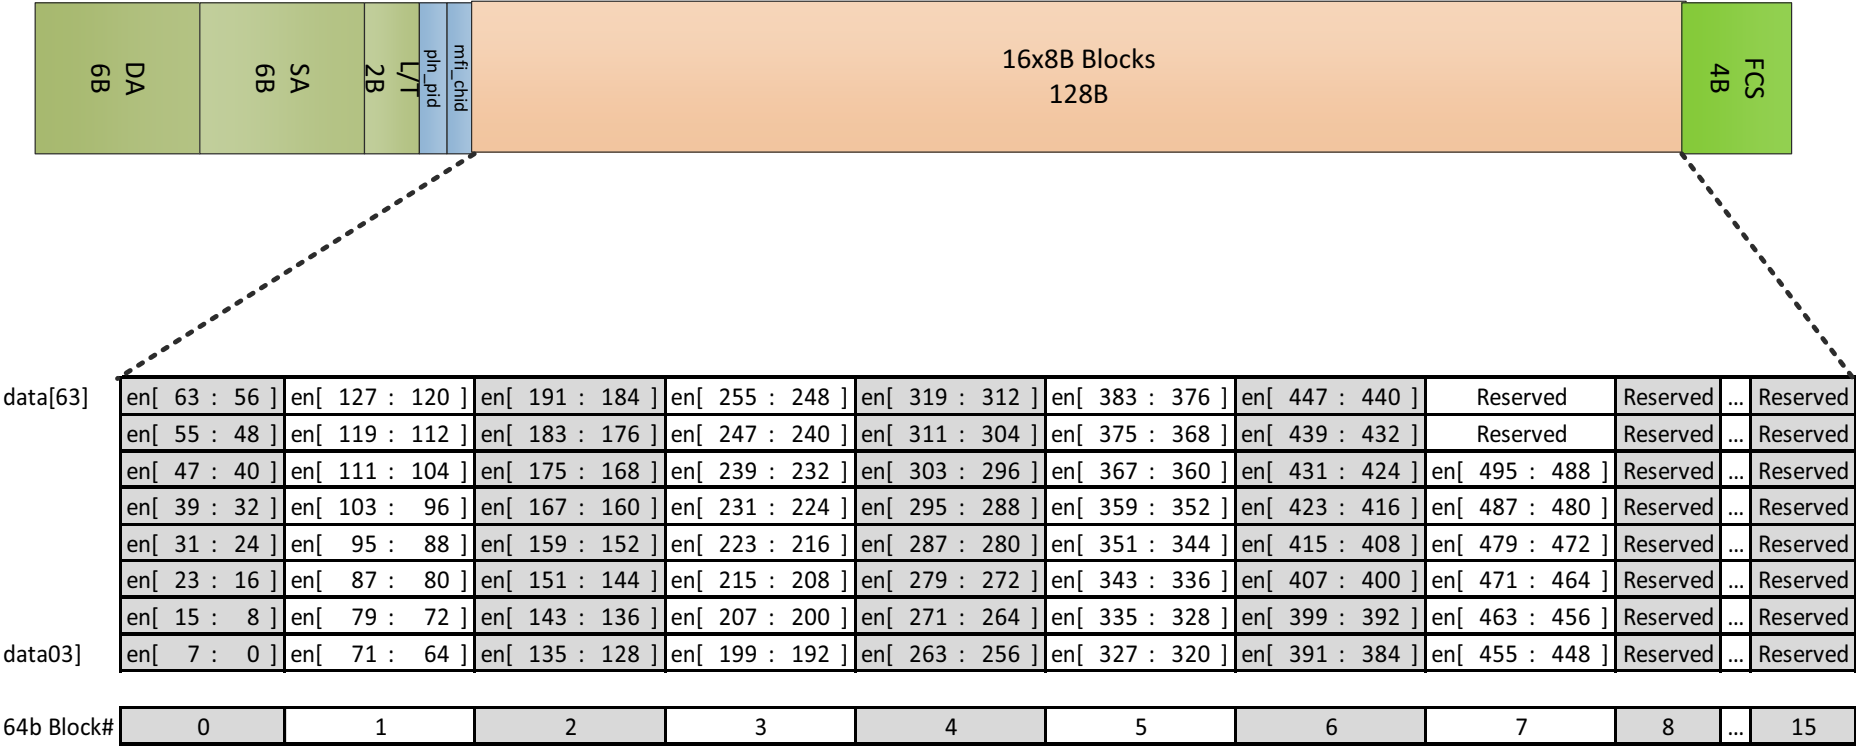 DA
6B
SA
6B
L/T
2B
pln_pid
mfi_chid
16x8B Blocks
128B
FCS
4B
data[63] en[ 63 : 56 ] en[ 127 : 120 ] en[ 191 : 184 ] en[ 255 : 248 ] en[ 319 : 312 ] en[ 383 : 376 ] en[ 447 : 440 ] Reserved Reserved ... Reserved
en[ 55 : 48 ] en[ 119 : 112 ] en[ 183 : 176 ] en[ 247 : 240 ] en[ 311 : 304 ] en[ 375 : 368 ] en[ 439 : 432 ] Reserved Reserved ... Reserved
en[ 47 : 40 ] en[ 111 : 104 ] en[ 175 : 168 ] en[ 239 : 232 ] en[ 303 : 296 ] en[ 367 : 360 ] en[ 431 : 424 ] en[ 495 : 488 ] Reserved ... Reserved
en[ 39 : 32 ] en[ 103 : 96 ] en[ 167 : 160 ] en[ 231 : 224 ] en[ 295 : 288 ] en[ 359 : 352 ] en[ 423 : 416 ] en[ 487 : 480 ] Reserved ... Reserved
en[ 31 : 24 ] en[ 95 : 88 ] en[ 159 : 152 ] en[ 223 : 216 ] en[ 287 : 280 ] en[ 351 : 344 ] en[ 415 : 408 ] en[ 479 : 472 ] Reserved ... Reserved
en[ 23 : 16 ] en[ 87 : 80 ] en[ 151 : 144 ] en[ 215 : 208 ] en[ 279 : 272 ] en[ 343 : 336 ] en[ 407 : 400 ] en[ 471 : 464 ] Reserved ... Reserved
en[ 15 : 8 ] en[ 79 : 72 ] en[ 143 : 136 ] en[ 207 : 200 ] en[ 271 : 264 ] en[ 335 : 328 ] en[ 399 : 392 ] en[ 463 : 456 ] Reserved ... Reserved
data03] en[ 7 : 0 ] en[ 71 : 64 ] en[ 135 : 128 ] en[ 199 : 192 ] en[ 263 : 256 ] en[ 327 : 320 ] en[ 391 : 384 ] en[ 455 : 448 ] Reserved ... Reserved
64b Block# 0 1 2 3 4 5 6 7 8 ... 15